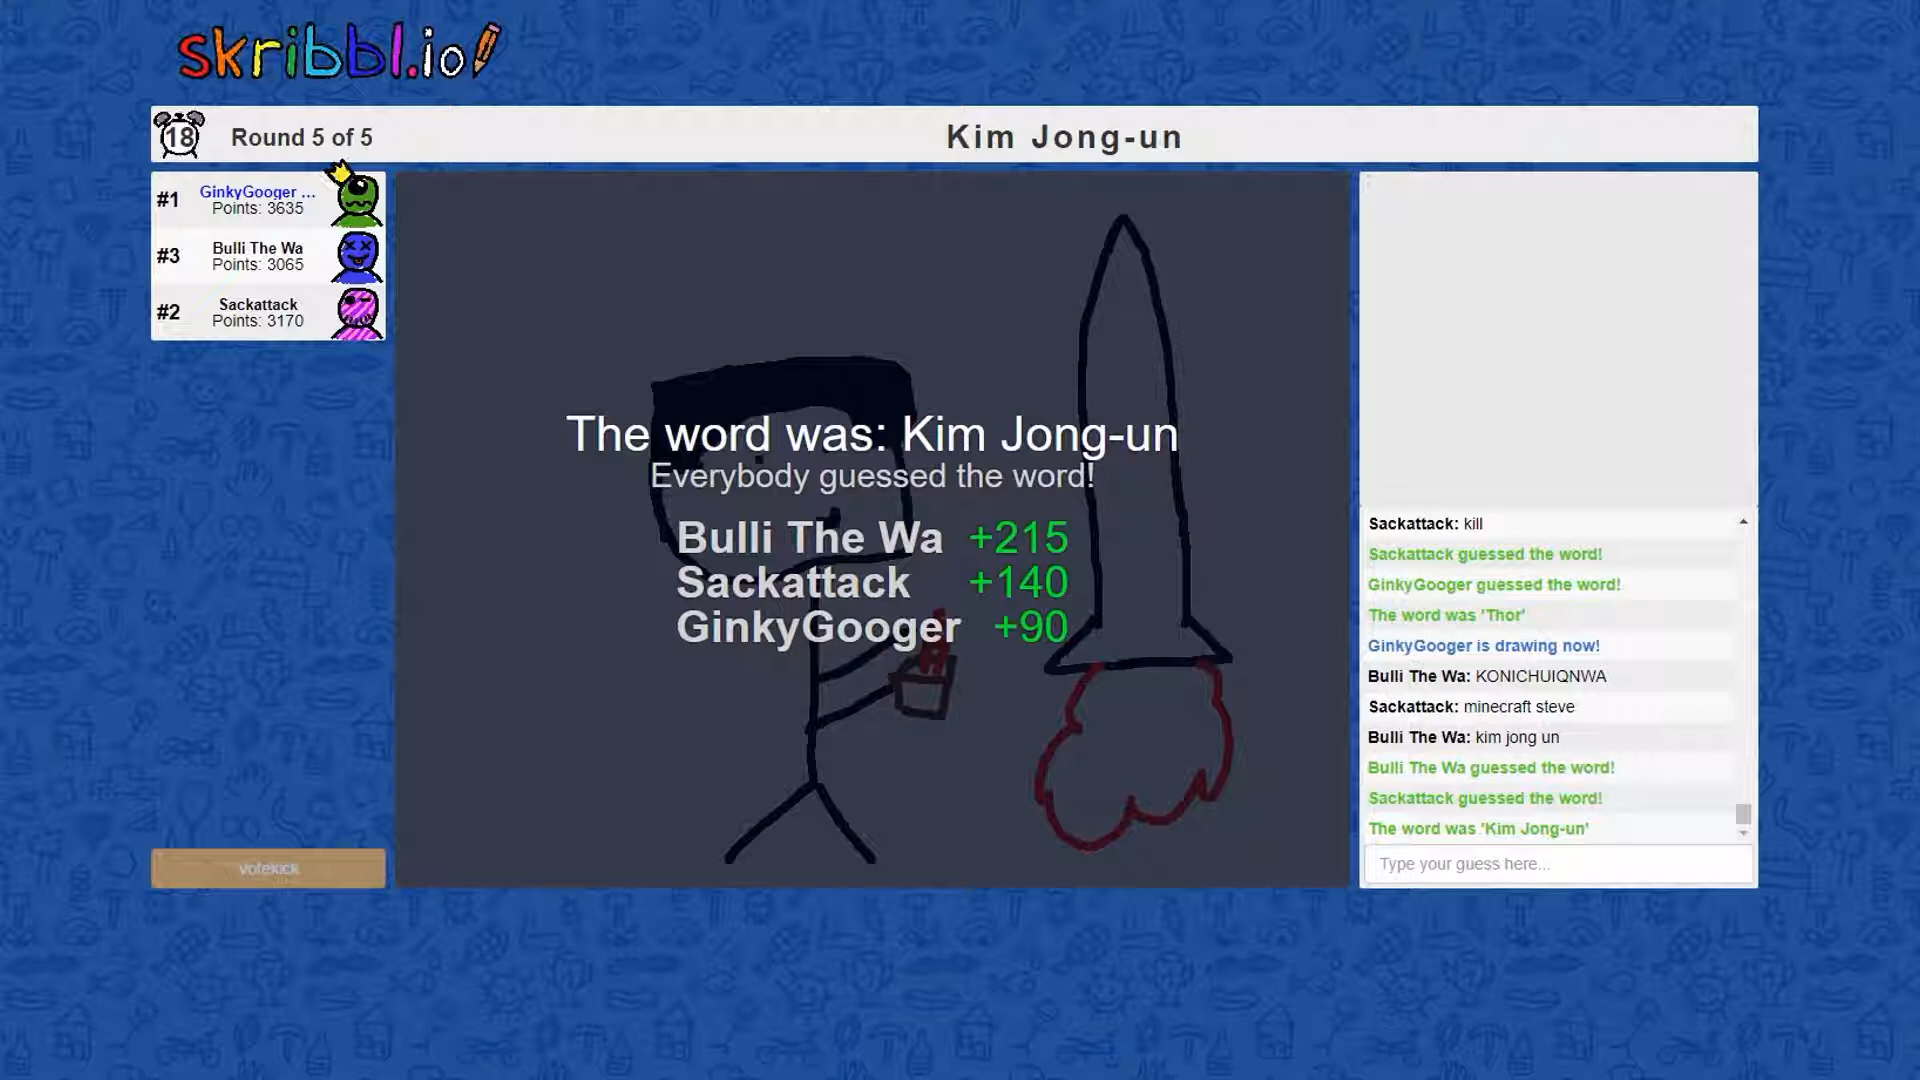 skribbl.io
18
Round 5 of 5
Kim Jong-un
#1
GinkyGooger ...
Points: 3635
#3
Bulli The Wa
Points: 3065
#2
Sackattack
Points: 3170
votekick
The word was: Kim Jong-un
Everybody guessed the word!
Bulli The Wa +215
Sackattack +140
GinkyGooger +90
Sackattack: kill
Sackattack guessed the word!
GinkyGooger guessed the word!
The word was 'Thor'
GinkyGooger is drawing now!
Bulli The Wa: KONICHUIQNWA
Sackattack: minecraft steve
Bulli The Wa: kim jong un
Bulli The Wa guessed the word!
Sackattack guessed the word!
The word was 'Kim Jong-un'
Type your guess here...